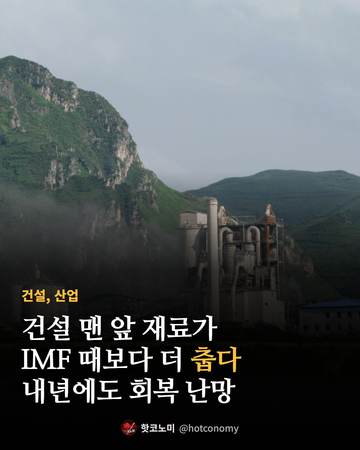 건설, 산업
건설 맨 앞 재료가
IMF 때보다 더 춥다
내년에도 회복 난망
핫코노미 @hotconomy